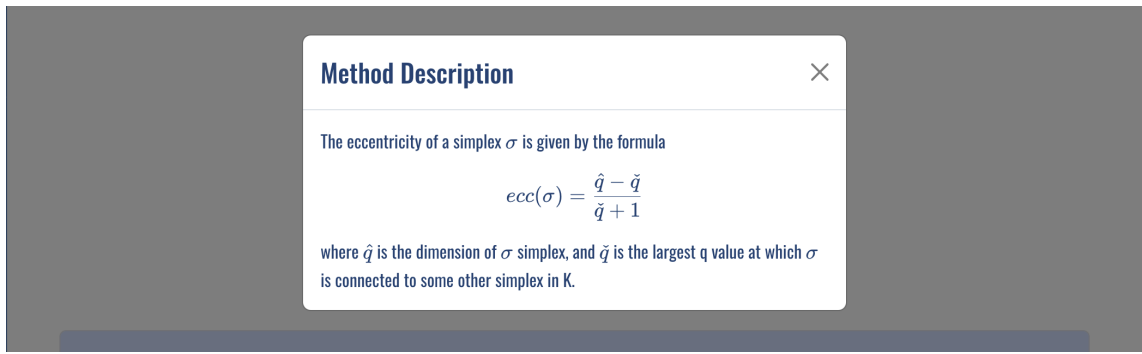 Method Description
The eccentricity of a simplex σ is given by the formula
ecc(σ) = (q̂ − q̌) / (q̌ + 1)
where q̂ is the dimension of σ simplex, and q̌ is the largest q value at which σ
is connected to some other simplex in K.